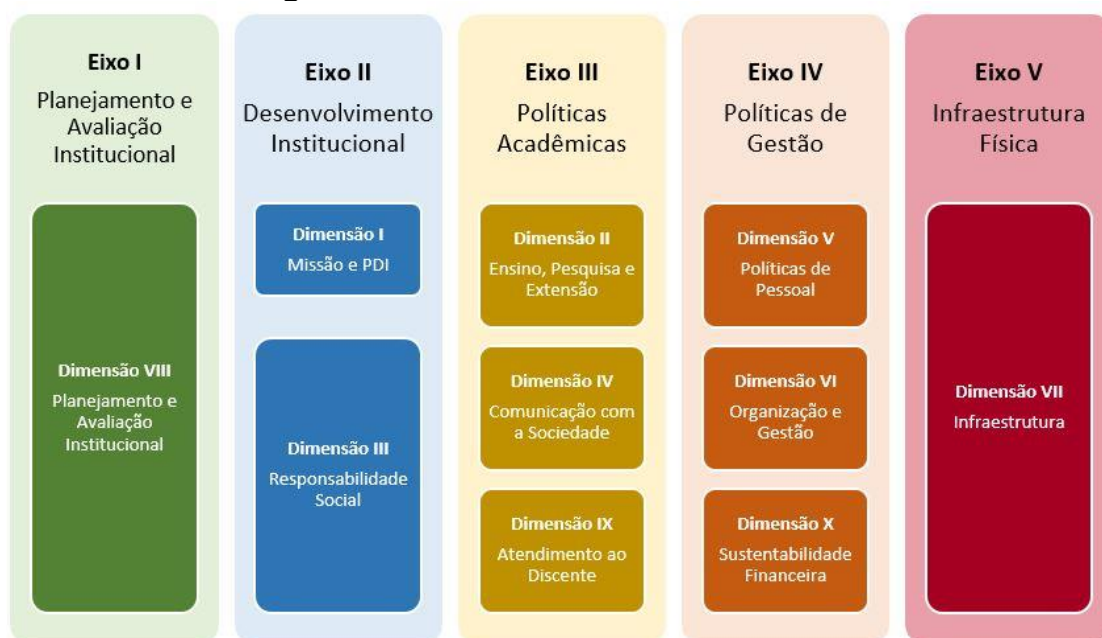 Eixo I
Planejamento e
Avaliação
Institucional
Dimensão VIII
Planejamento e
Avaliação
Institucional
Eixo II
Desenvolvimento
Institucional
Dimensão I
Missão e PDI
Dimensão III
Responsabilidade
Social
Eixo III
Políticas
Acadêmicas
Dimensão II
Ensino, Pesquisa e
Extensão
Dimensão IV
Comunicação com
a Sociedade
Dimensão IX
Atendimento ao
Discente
Eixo IV
Políticas de
Gestão
Dimensão V
Políticas de
Pessoal
Dimensão VI
Organização e
Gestão
Dimensão X
Sustentabilidade
Financeira
Eixo V
Infraestrutura
Física
Dimensão VII
Infraestrutura